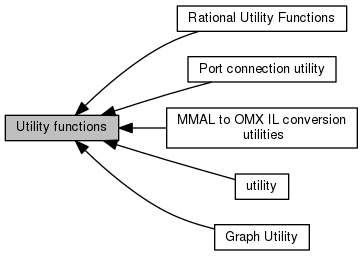 Rational Utility Functions
Port connection utility
Utility functions
MMAL to OMX IL conversion
utilities
utility
Graph Utility